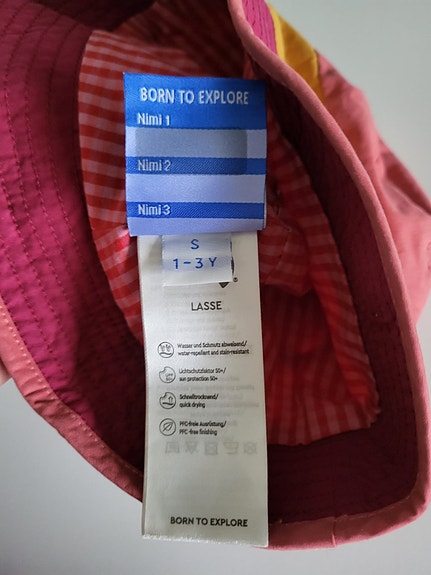 BORN TO EXPLORE
Nimi 1
Nimi 2
Nimi 3
S
1-3 Y
®
LASSE
Wasser und Schmutz abweisend/
water-repellent and stain-resistant
Lichtschutzfaktor 50+/
sun protection 50+
Schnelltrocknend/
quick drying
PFC-freie Ausrüstung/
PFC-free finishing
BORN TO EXPLORE